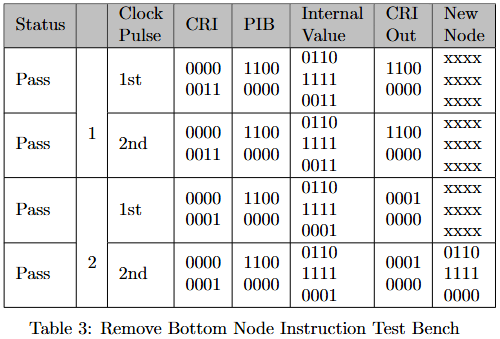 Status Clock Pulse CRI PIB Internal Value CRI Out New Node
Pass 1 1st 0000 0011 1100 0000 0110 1111 0011 1100 0000 xxxx xxxx xxxx
Pass 2nd 0000 0011 1100 0000 0110 1111 0011 1100 0000 xxxx xxxx xxxx
Pass 2 1st 0000 0001 1100 0000 0110 1111 0001 0001 0000 xxxx xxxx xxxx
Pass 2nd 0000 0001 1100 0000 0110 1111 0001 0001 0000 0110 1111 0000
Table 3: Remove Bottom Node Instruction Test Bench